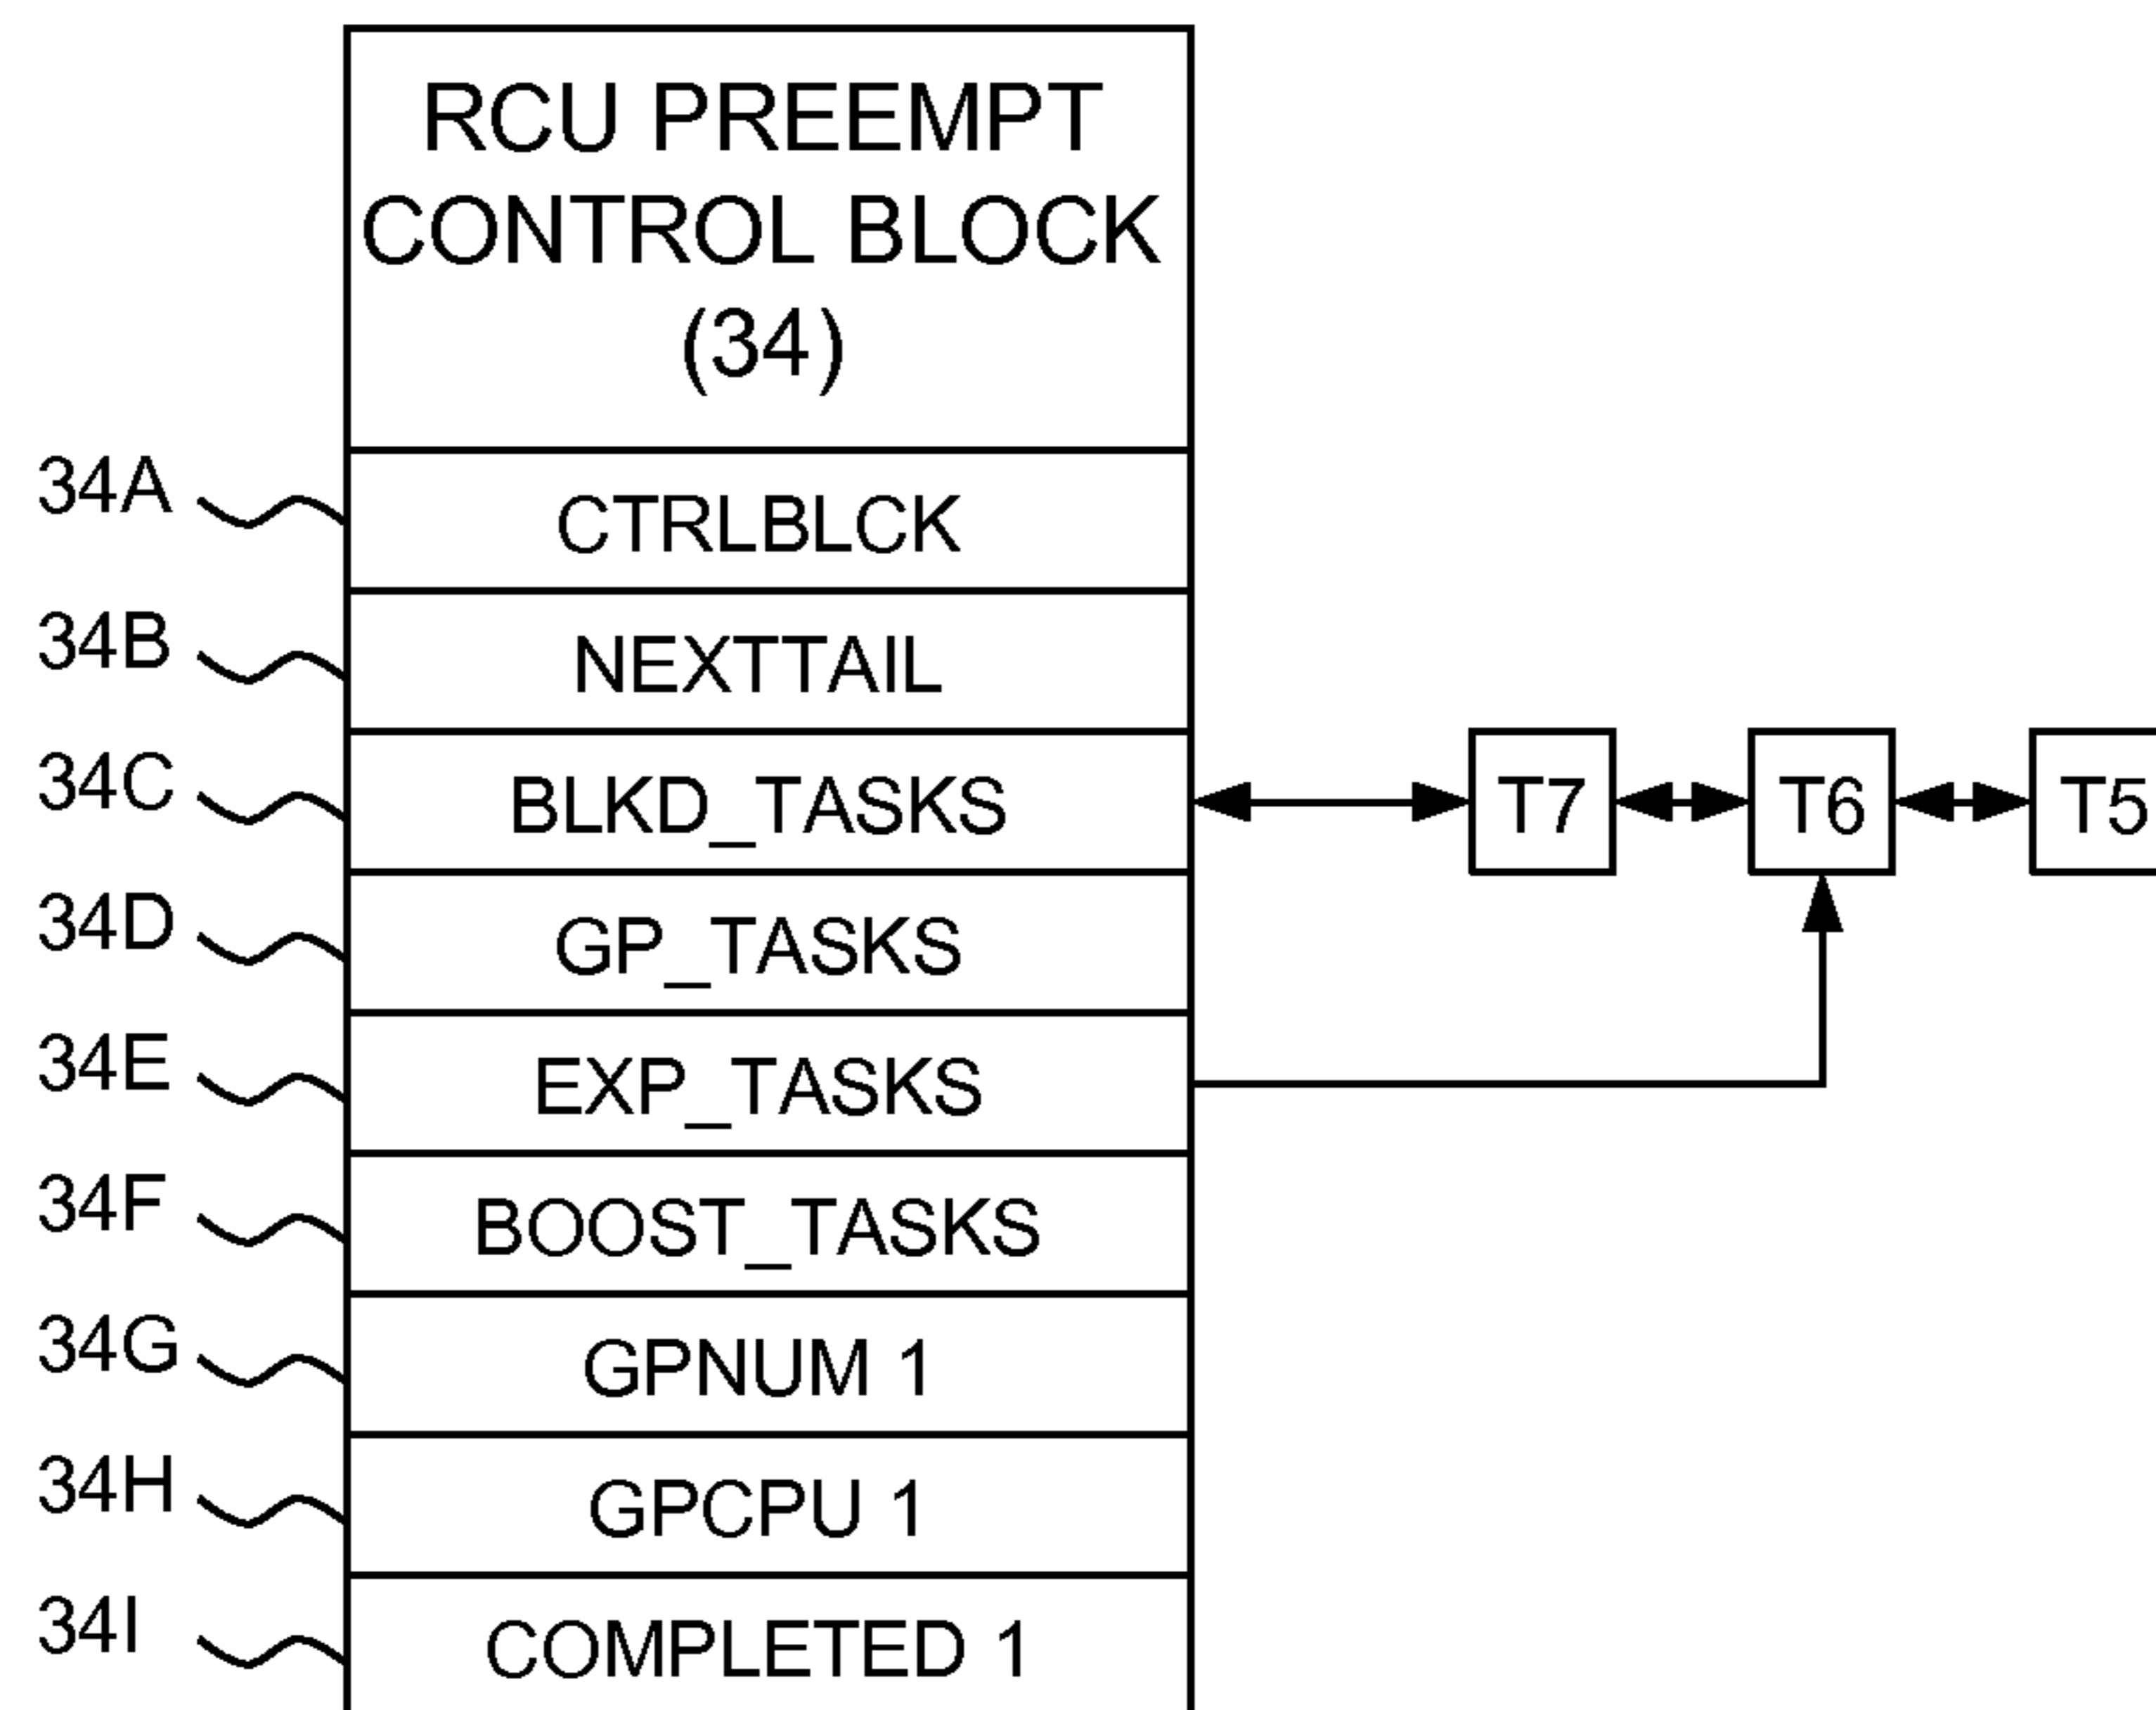 RCU PREEMPT
CONTROL BLOCK
(34)
34A CTRLBLCK
34B NEXTTAIL
34C BLKD_TASKS T7 T6 T5
34D GP_TASKS
34E EXP_TASKS
34F BOOST_TASKS
34G GPNUM 1
34H GPCPU 1
34I COMPLETED 1